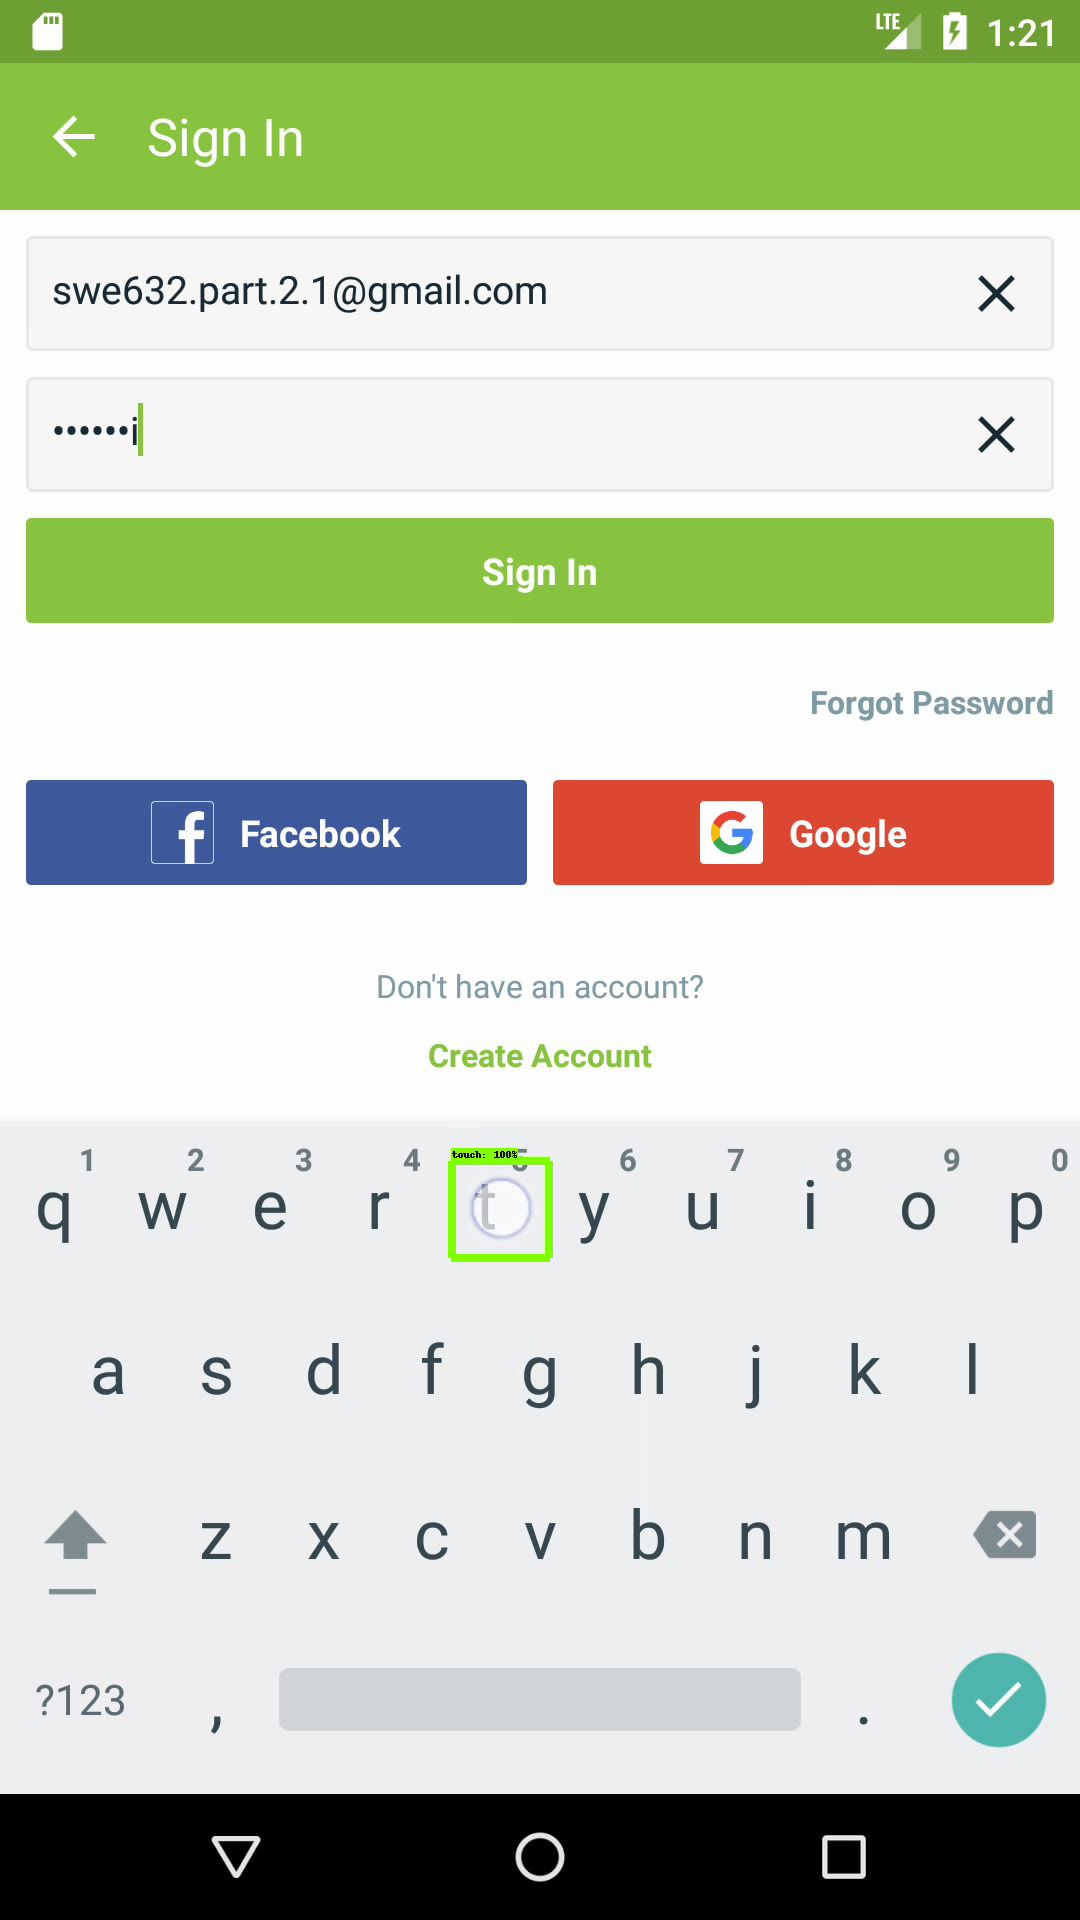 LTE 1:21
Sign In
swe632.part.2.1@gmail.com
••••••i
Sign In
Forgot Password
Facebook
Google
Don't have an account?
Create Account
1 2 3 4 5 6 7 8 9 0
q w e r t y u i o p
touch: 100%
a s d f g h j k l
z x c v b n m
?123 , .